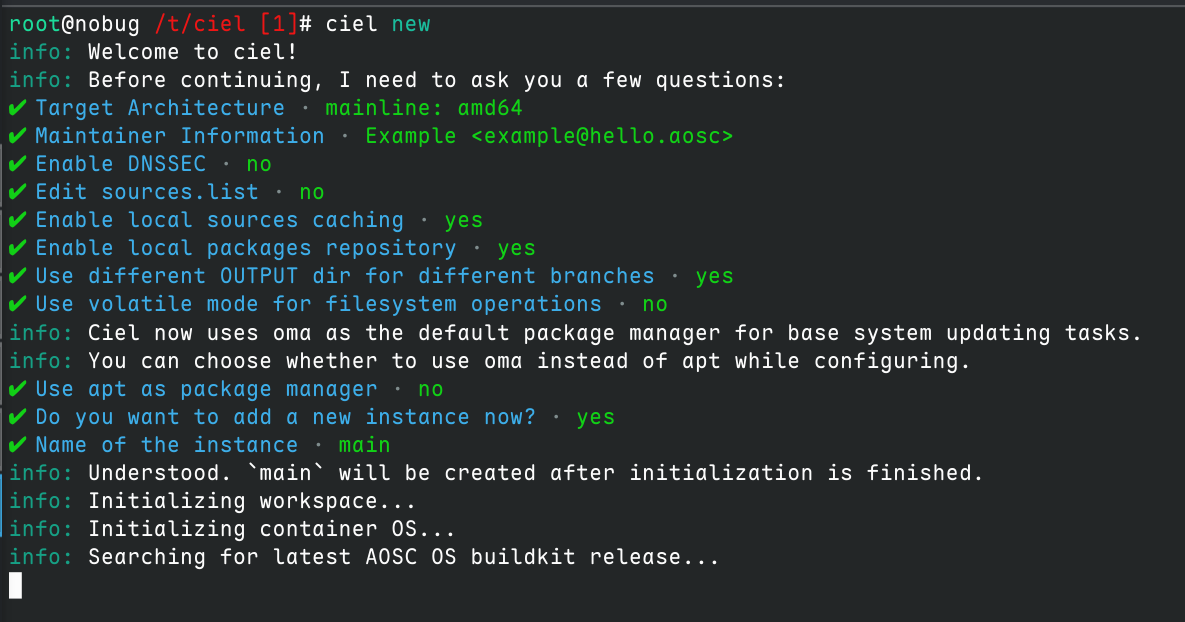 root@nobug /t/ciel [1]# ciel new
info: Welcome to ciel!
info: Before continuing, I need to ask you a few questions:
✔ Target Architecture · mainline: amd64
✔ Maintainer Information · Example <example@hello.aosc>
✔ Enable DNSSEC · no
✔ Edit sources.list · no
✔ Enable local sources caching · yes
✔ Enable local packages repository · yes
✔ Use different OUTPUT dir for different branches · yes
✔ Use volatile mode for filesystem operations · no
info: Ciel now uses oma as the default package manager for base system updating tasks.
info: You can choose whether to use oma instead of apt while configuring.
✔ Use apt as package manager · no
✔ Do you want to add a new instance now? · yes
✔ Name of the instance · main
info: Understood. `main` will be created after initialization is finished.
info: Initializing workspace...
info: Initializing container OS...
info: Searching for latest AOSC OS buildkit release...